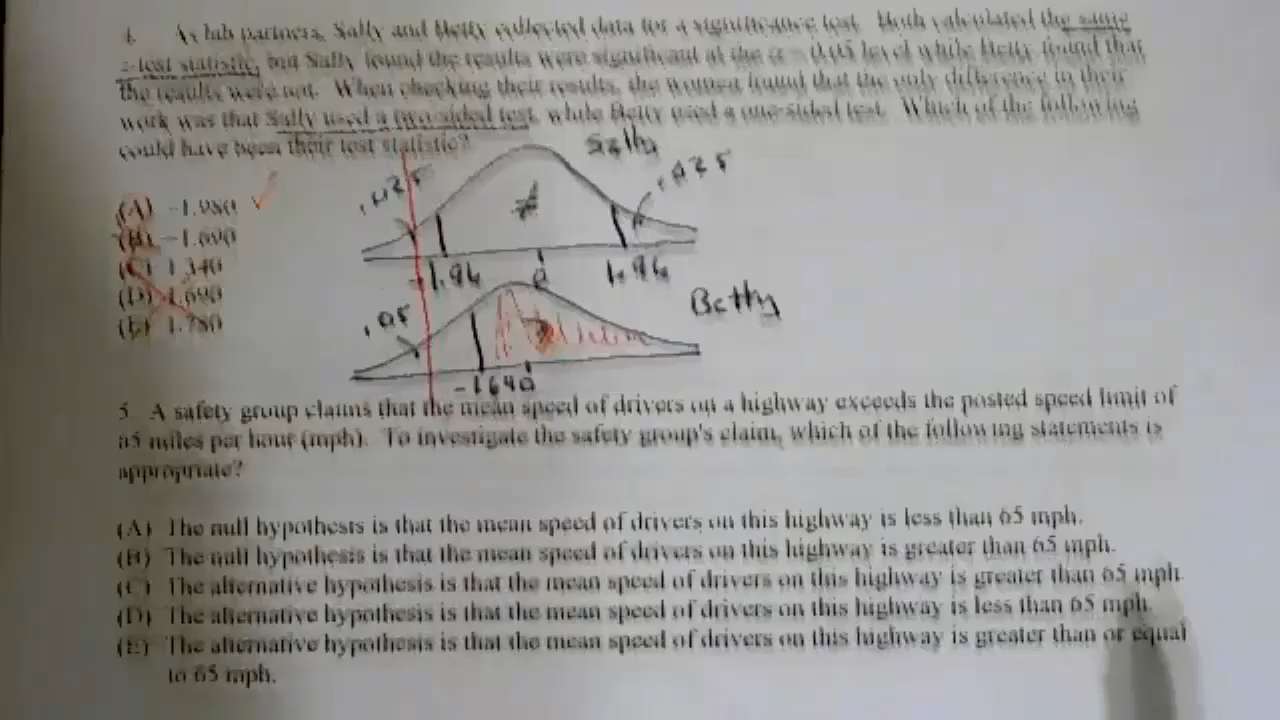 4. As lab partners, Sally and Betty collected data for a significance test. Both calculated the same
z-test statistic, but Sally found the results were significant at the α = 0.05 level while Betty found that
the results were not. When checking their results, the women found that the only difference in their
work was that Sally used a two-sided test, while Betty used a one-sided test. Which of the following
could have been their test statistic?
Sally
.025
.025
(A) -1.980
(B) -1.690
(C) 1.340
(D) 1.690
(E) 1.780
≠
-1.96
0
1.96
Betty
.05
-1.640
5. A safety group claims that the mean speed of drivers on a highway exceeds the posted speed limit of
65 miles per hour (mph). To investigate the safety group's claim, which of the following statements is
appropriate?
(A) The null hypothesis is that the mean speed of drivers on this highway is less than 65 mph.
(B) The null hypothesis is that the mean speed of drivers on this highway is greater than 65 mph.
(C) The alternative hypothesis is that the mean speed of drivers on this highway is greater than 65 mph.
(D) The alternative hypothesis is that the mean speed of drivers on this highway is less than 65 mph.
(E) The alternative hypothesis is that the mean speed of drivers on this highway is greater than or equal
to 65 mph.